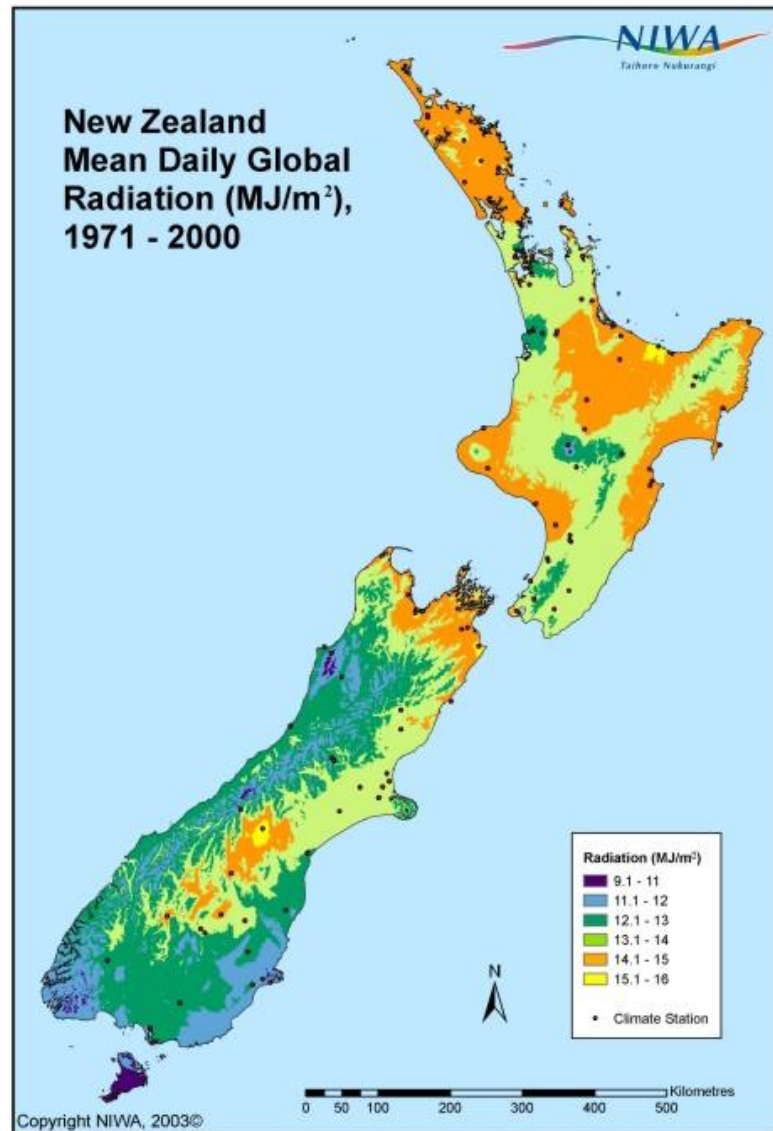 NIWA
Taihoro Nukurangi
New Zealand
Mean Daily Global
Radiation (MJ/m²),
1971 - 2000
Radiation (MJ/m²)
9.1 - 11
11.1 - 12
12.1 - 13
13.1 - 14
14.1 - 15
15.1 - 16
Climate Station
N
Kilometres
0 50 100 200 300 400 500
Copyright NIWA, 2003©